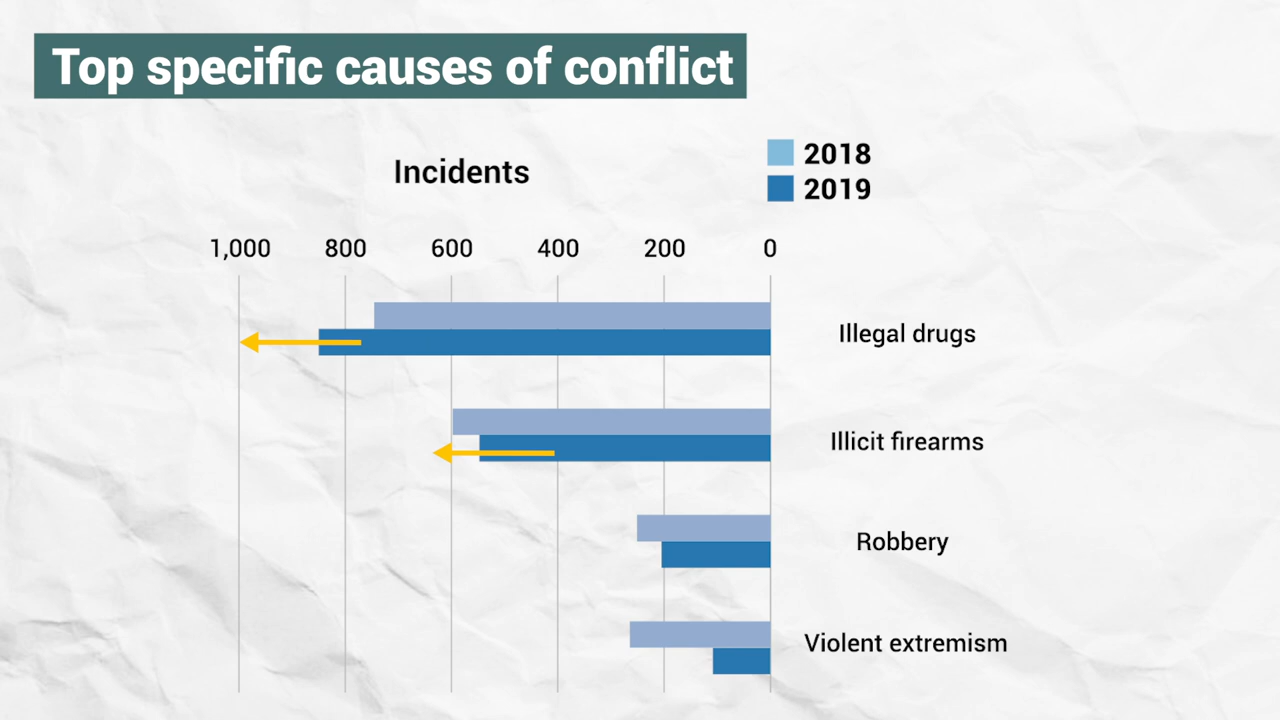 Top specific causes of conflict
Incidents
2018
2019
1,000 800 600 400 200 0
Illegal drugs
Illicit firearms
Robbery
Violent extremism